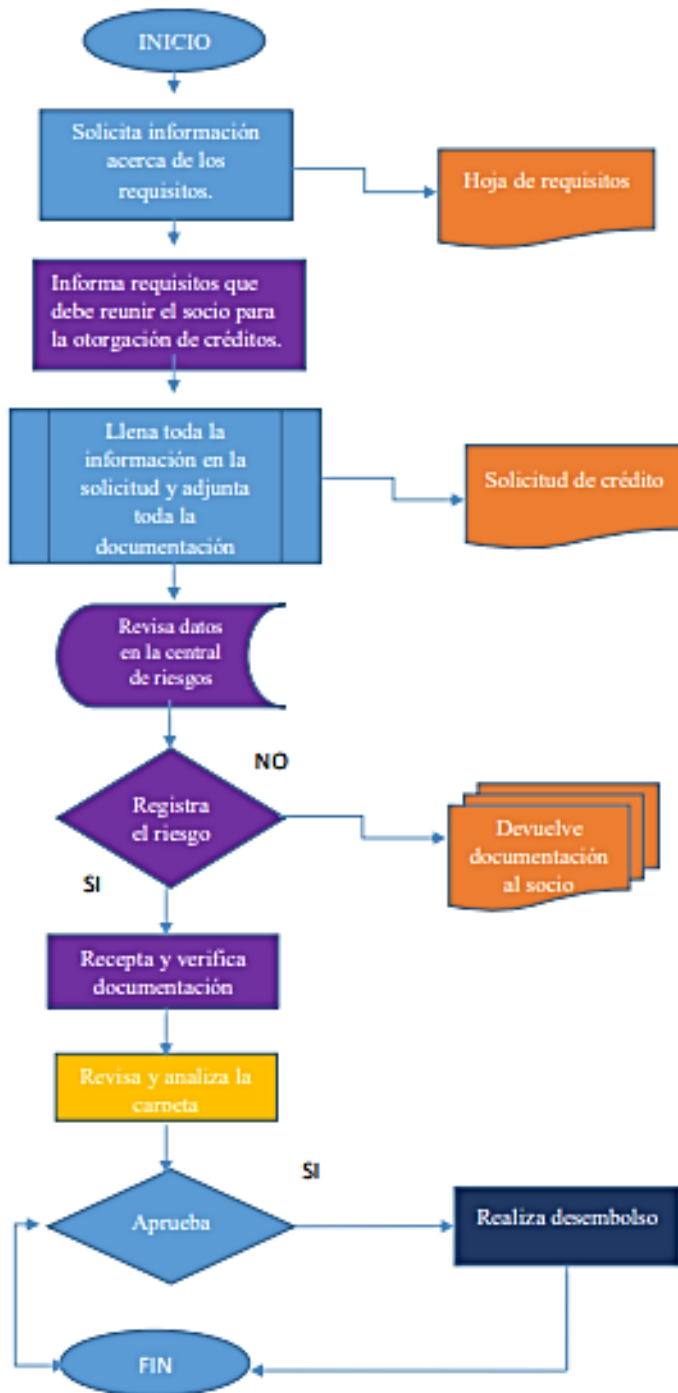 INICIO
Solicita información
acerca de los
requisitos.
Hoja de requisitos
Informa requisitos que
debe reunir el socio para
la otorgación de créditos.
Llena toda la
información en la
solicitud y adjunta
toda la
documentación
Solicitud de crédito
Revisa datos
en la central
de riesgos
NO
Registra
el riesgo
Devuelve
documentación
al socio
SI
Recepta y verifica
documentación
Revisa y analiza la
carpeta
SI
Aprueba
Realiza desembolso
FIN